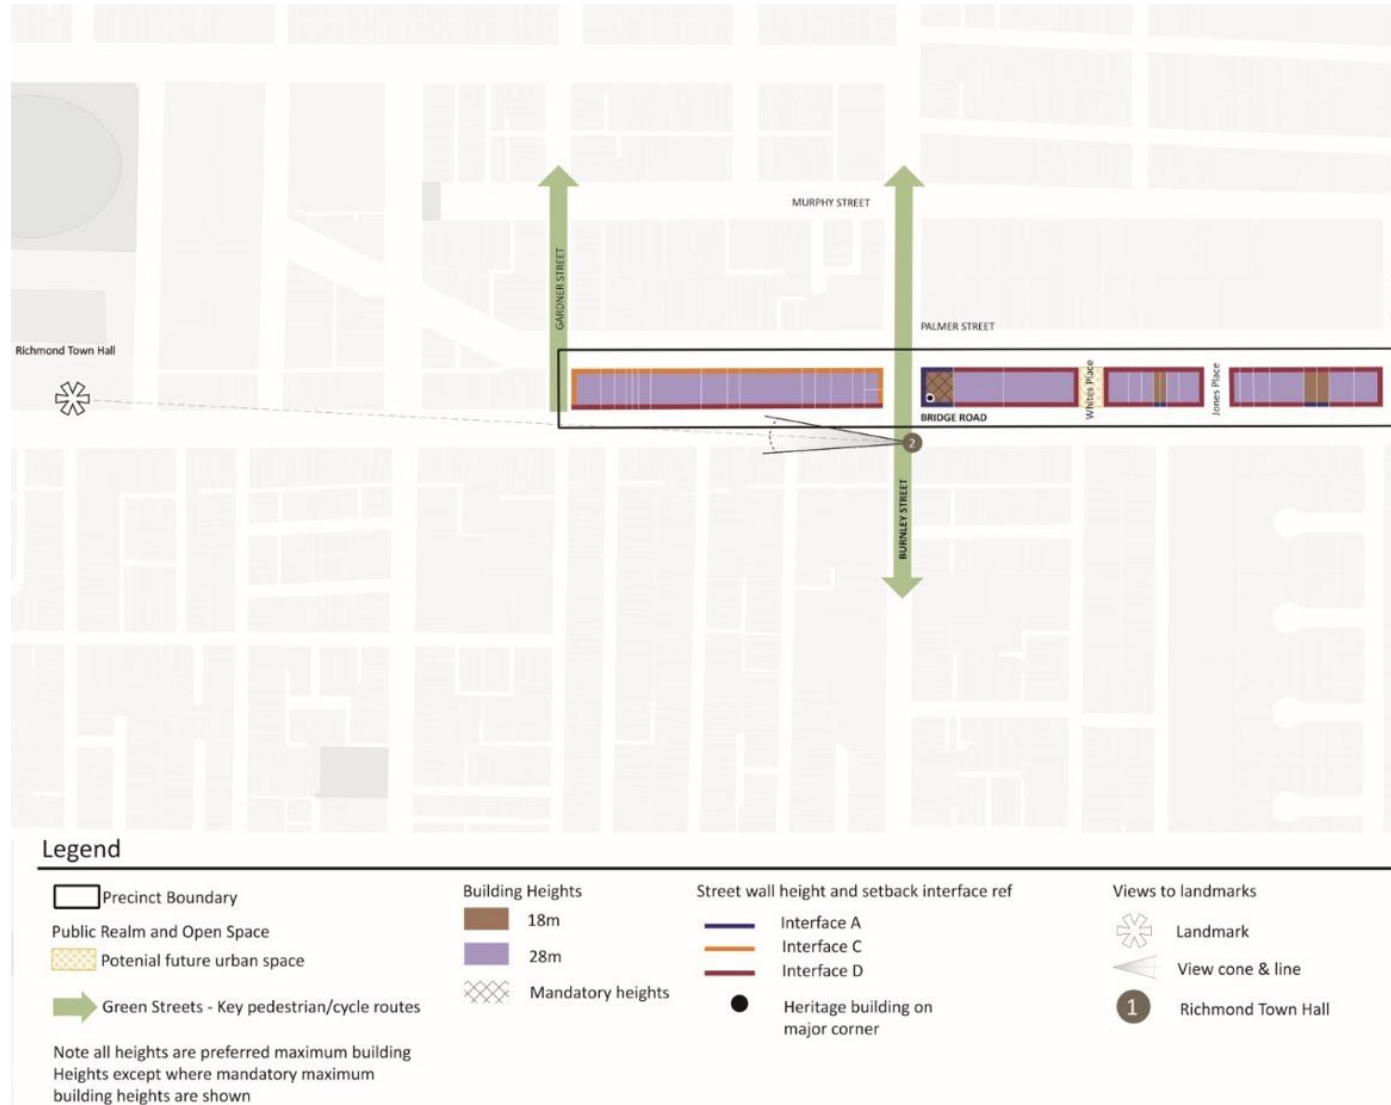 MURPHY STREET
GARDNER STREET
PALMER STREET
Richmond Town Hall
Whites Place
Jones Place
BRIDGE ROAD
2
BURNLEY STREET
Legend
Precinct Boundary
Public Realm and Open Space
Potenial future urban space
Green Streets - Key pedestrian/cycle routes
Note all heights are preferred maximum building
Heights except where mandatory maximum
building heights are shown
Building Heights
18m
28m
Mandatory heights
Street wall height and setback interface ref
Interface A
Interface C
Interface D
Heritage building on
major corner
Views to landmarks
Landmark
View cone & line
1
Richmond Town Hall